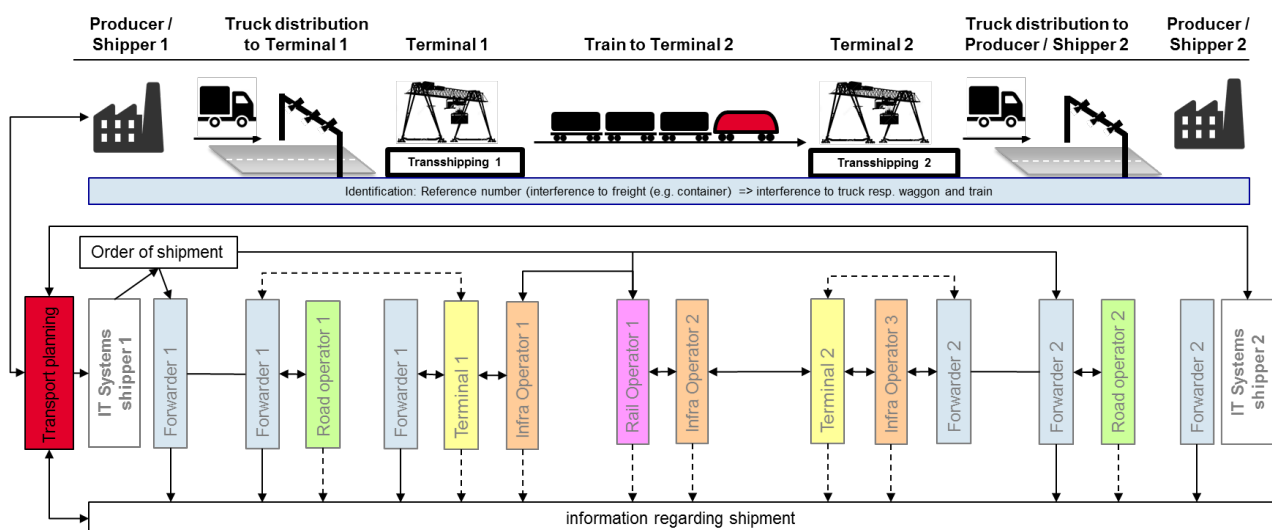 Producer /
Shipper 1
Truck distribution
to Terminal 1
Terminal 1
Train to Terminal 2
Terminal 2
Truck distribution to
Producer / Shipper 2
Producer /
Shipper 2
Transshipping 1
Transshipping 2
Identification: Reference number (interference to freight (e.g. container) => interference to truck resp. waggon and train
Order of shipment
Transport planning
IT Systems
shipper 1
Forwarder 1
Forwarder 1
Road operator 1
Forwarder 1
Terminal 1
Infra Operator 1
Rail Operator 1
Infra Operator 2
Terminal 2
Infra Operator 3
Forwarder 2
Forwarder 2
Road operator 2
Forwarder 2
IT Systems
shipper 2
information regarding shipment